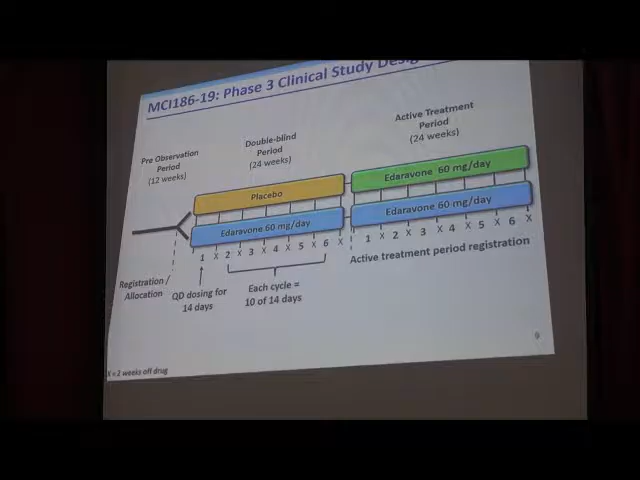 MCI186-19: Phase 3 Clinical Study
Pre Observation
Period
(12 weeks)
Double-blind
Period
(24 weeks)
Active Treatment
Period
(24 weeks)
Placebo
Edaravone 60 mg/day
Edaravone 60 mg/day
Edaravone 60 mg/day
1 X 2 X 3 X 4 X 5 X 6 X
1 X 2 X 3 X 4 X 5 X 6 X
Registration /
Allocation
QD dosing for
14 days
Each cycle =
10 of 14 days
Active treatment period registration
X = 2 weeks off drug